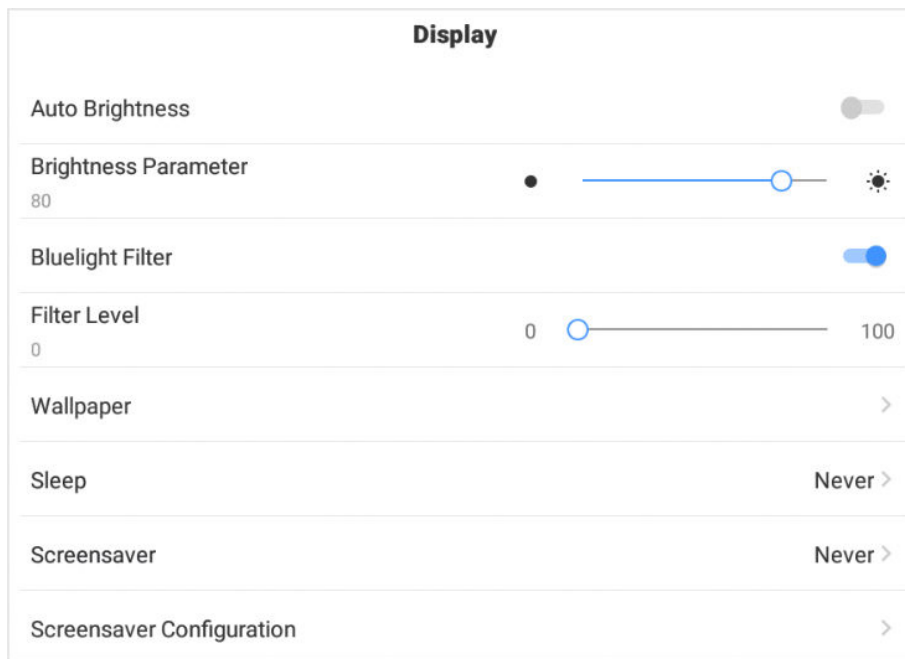 Display
Auto Brightness
Brightness Parameter
80
Bluelight Filter
Filter Level
0
0 100
Wallpaper
Sleep Never
Screensaver Never
Screensaver Configuration